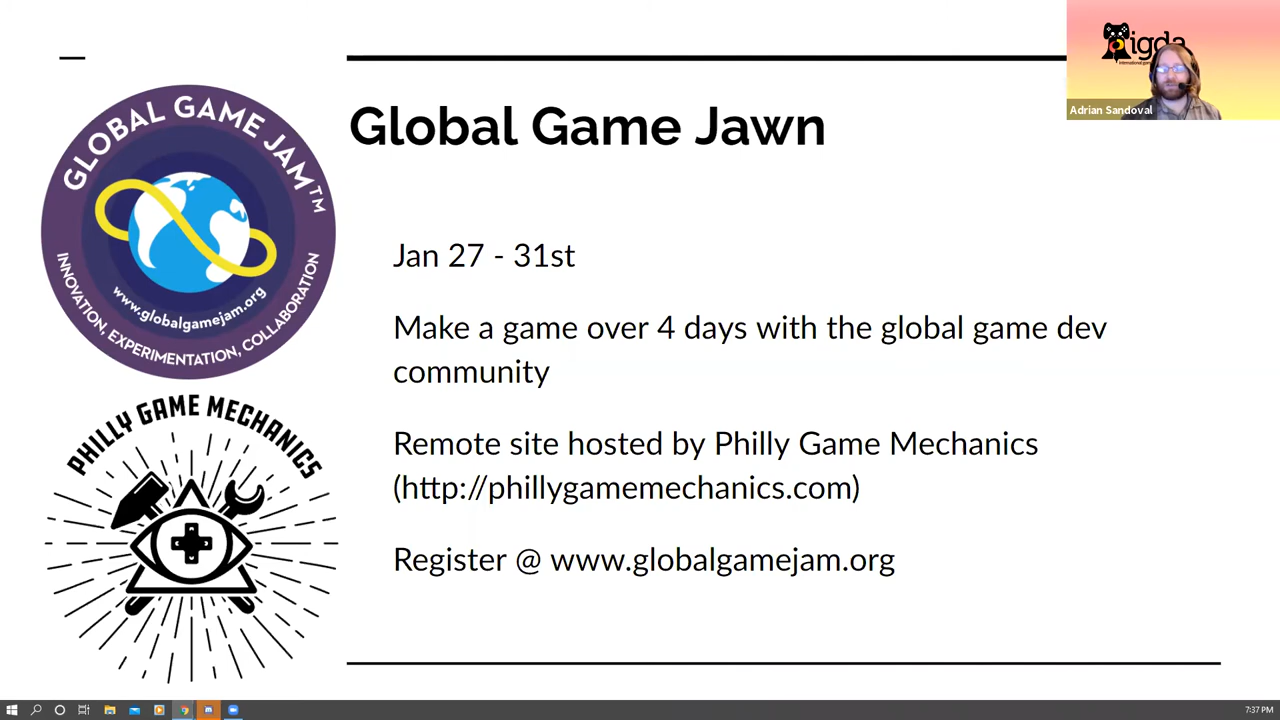 GLOBAL GAME JAM™
www.globalgamejam.org
INNOVATION, EXPERIMENTATION, COLLABORATION
PHILLY GAME MECHANICS
Global Game Jawn
Jan 27 - 31st
Make a game over 4 days with the global game dev
community
Remote site hosted by Philly Game Mechanics
(http://phillygamemechanics.com)
Register @ www.globalgamejam.org
igda
Adrian Sandoval
7:37 PM